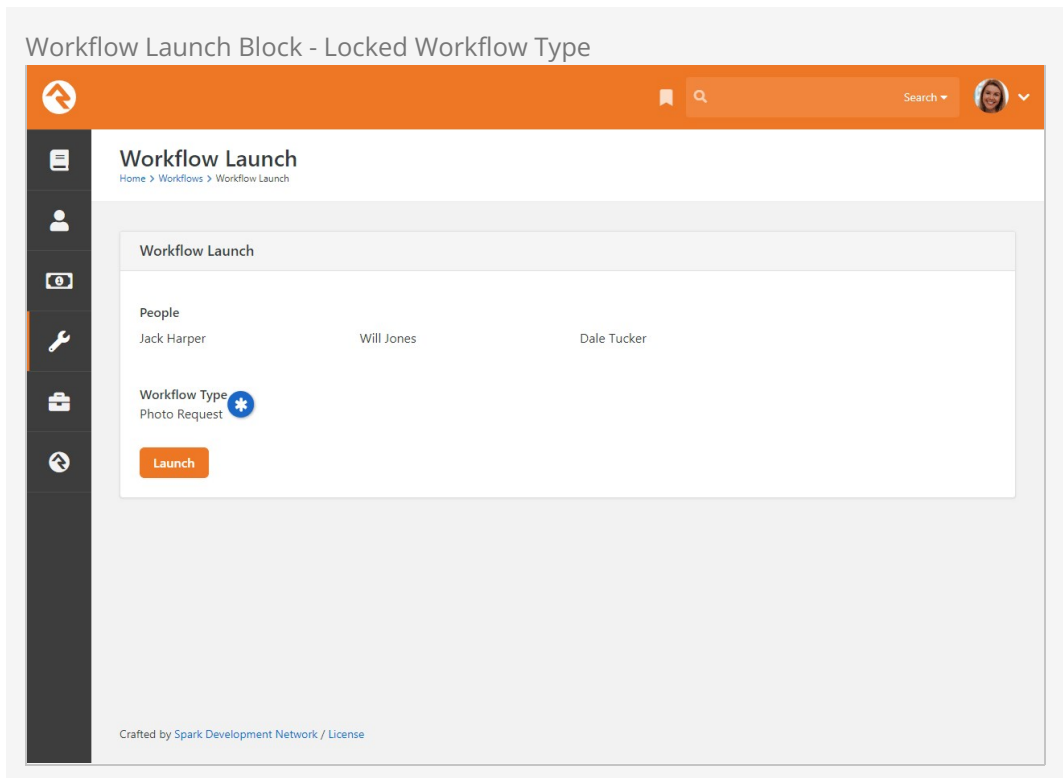 Workflow Launch Block - Locked Workflow Type
Search
Workflow Launch
Home > Workflows > Workflow Launch
Workflow Launch
People
Jack Harper Will Jones Dale Tucker
Workflow Type
Photo Request
Launch
Crafted by Spark Development Network / License